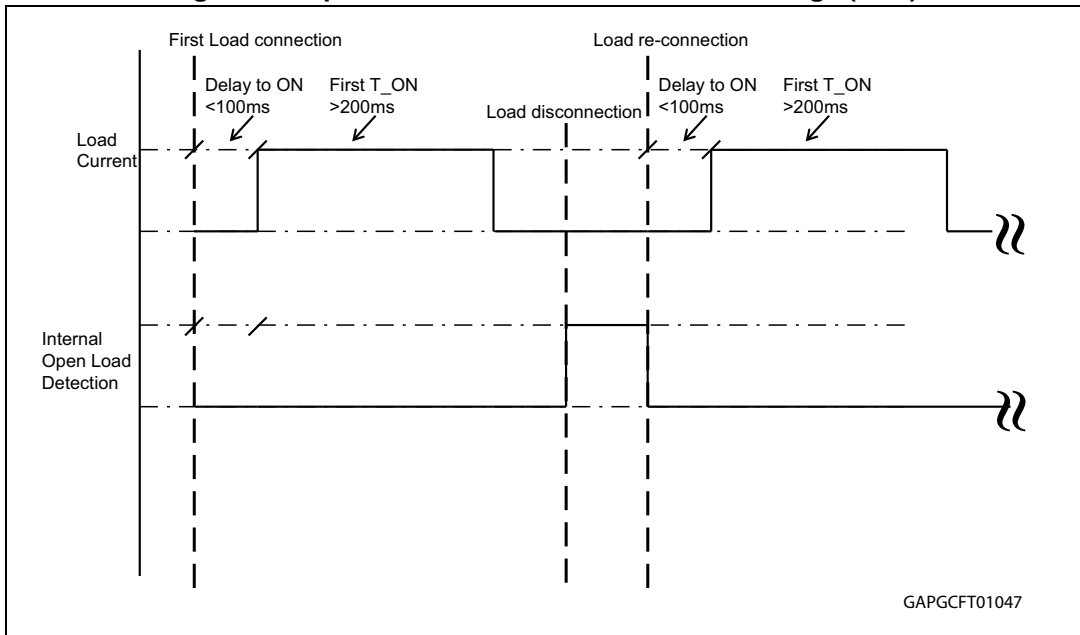 First Load connection
Load re-connection
Delay to ON
<100ms
First T_ON
>200ms
Load disconnection
Delay to ON
<100ms
First T_ON
>200ms
Load
Current
Internal
Open Load
Detection
GAPGCFT01047